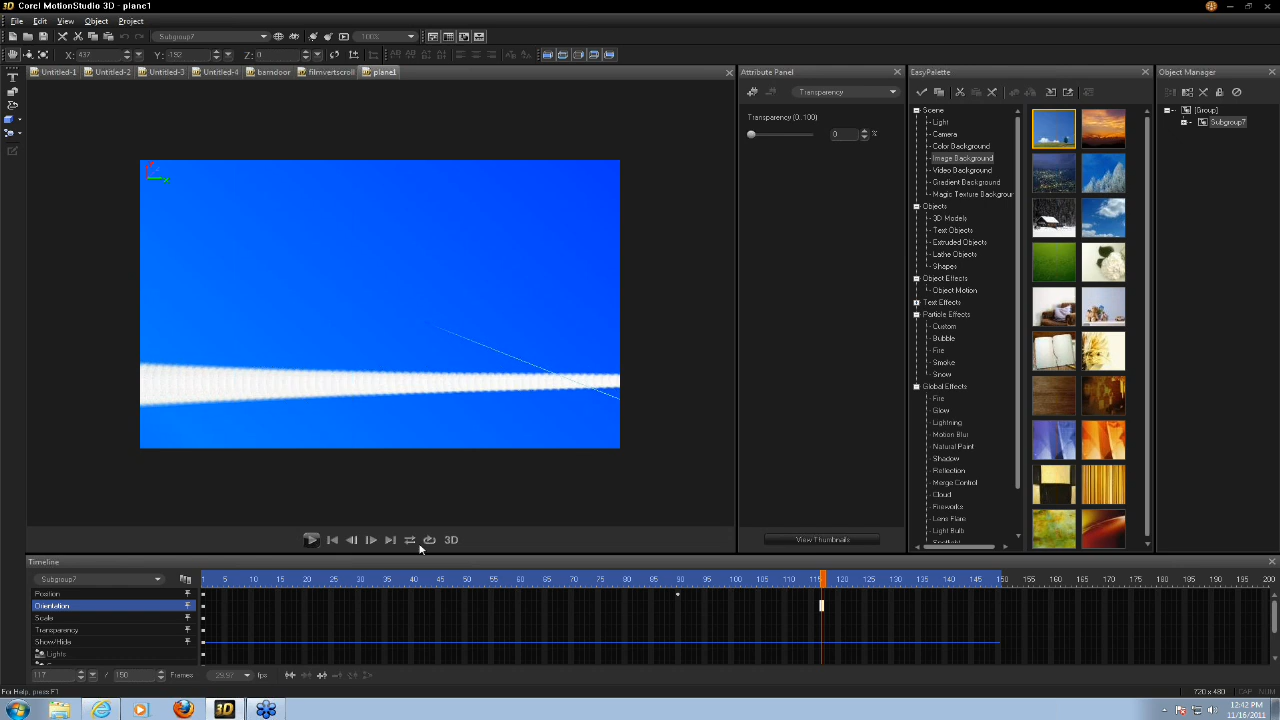 3D Corel MotionStudio 3D - plane1
File Edit View Object Project
Subgroup7 100%
X: 437 Y: -192 Z: 0
Untitled-1 Untitled-2 Untitled-3 Untitled-4 barndoor filmvertscroll plane1
Attribute Panel
Transparency
Transparency (0..100)
0 %
View Thumbnails
EasyPalette
Scene
Light
Camera
Color Background
Image Background
Video Background
Gradient Background
Magic Texture Backgrour
Objects
3D Models
Text Objects
Extruded Objects
Lathe Objects
Shapes
Object Effects
Object Motion
Text Effects
Particle Effects
Custom
Bubble
Fire
Smoke
Snow
Global Effects
Fire
Glow
Lightning
Motion Blur
Natural Paint
Shadow
Reflection
Merge Control
Cloud
Fireworks
Lens Flare
Light Bulb
Object Manager
[Group]
Subgroup7
3D
Timeline
Subgroup7
1 5 10 15 20 25 30 35 40 45 50 55 60 65 70 75 80 85 90 95 100 105 110 115 120 125 130 135 140 145 150 155 160 165 170 175 180 185 190 195 200
Position
Orientation
Scale
Transparency
Show/Hide
Lights
117 / 150 Frames 29.97 fps
For Help, press F1
720 x 480 CAP NUM
3D
12:42 PM
11/16/2011